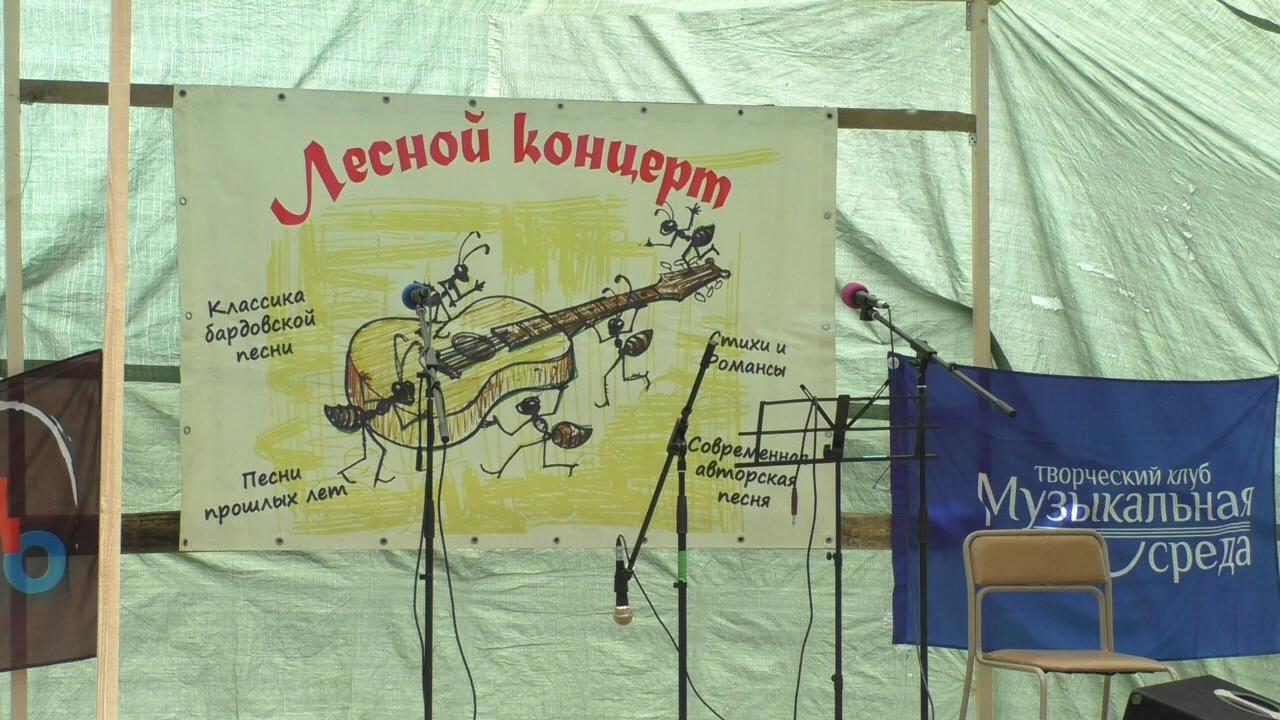 Лесной концерт
Классика
бардовской
песни
Стихи и
Романсы
Песни
прошлых лет
Современная
авторская
песня
творческий клуб
Музыкальная
среда